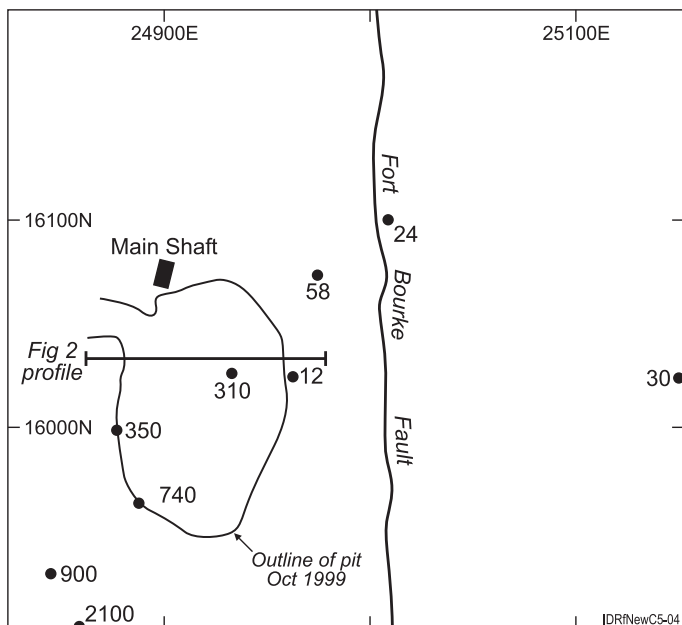 24900E
25100E
Fort
16100N
24
Main Shaft
58
Bourke
Fig 2
profile
310
12
30
16000N
350
Fault
740
Outline of pit
Oct 1999
900
2100
IDRfNewC5-04